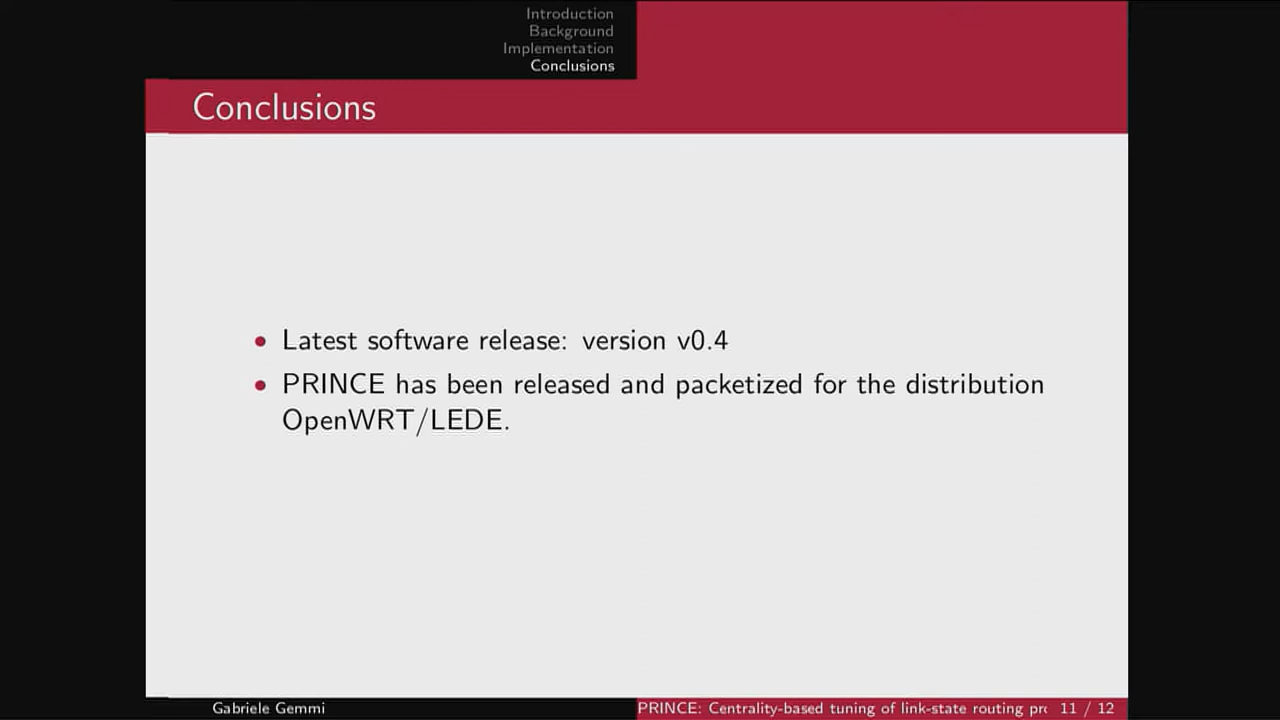 Introduction
Background
Implementation
Conclusions
Conclusions
• Latest software release: version v0.4
• PRINCE has been released and packetized for the distribution
OpenWRT/LEDE.
Gabriele Gemmi
PRINCE: Centrality-based tuning of link-state routing pro 11 / 12